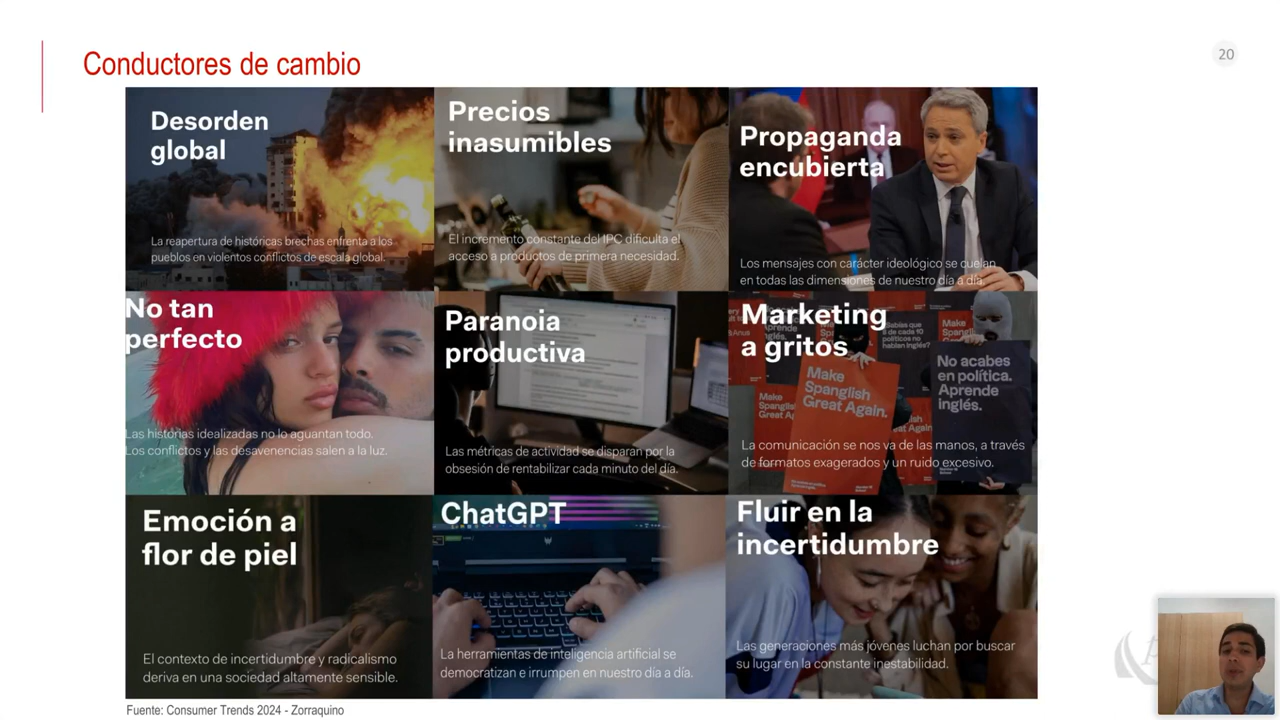 Conductores de cambio
20
Desorden
global
La reapertura de históricas brechas enfrenta a los
pueblos en violentos conflictos de escala global.
Precios
inasumibles
El incremento constante del IPC dificulta el
acceso a productos de primera necesidad.
Propaganda
encubierta
Los mensajes con carácter ideológico se cuelan
en todas las dimensiones de nuestro día a día.
No tan
perfecto
Las historias idealizadas no lo aguantan todo.
Los conflictos y las desavenencias salen a la luz.
Paranoia
productiva
Las métricas de actividad se disparan por la
obsesión de rentabilizar cada minuto del día.
Marketing
a gritos
Make
Spanglish
Great Again.
No acabes
en política.
Aprende
inglés.
La comunicación se nos va de las manos, a través
de formatos exagerados y un ruido excesivo.
Emoción a
flor de piel
El contexto de incertidumbre y radicalismo
deriva en una sociedad altamente sensible.
ChatGPT
La herramientas de inteligencia artificial se
democratizan e irrumpen en nuestro día a día.
Fluir en la
incertidumbre
Las generaciones más jóvenes luchan por buscar
su lugar en la constante inestabilidad.
Fuente: Consumer Trends 2024 - Zorraquino